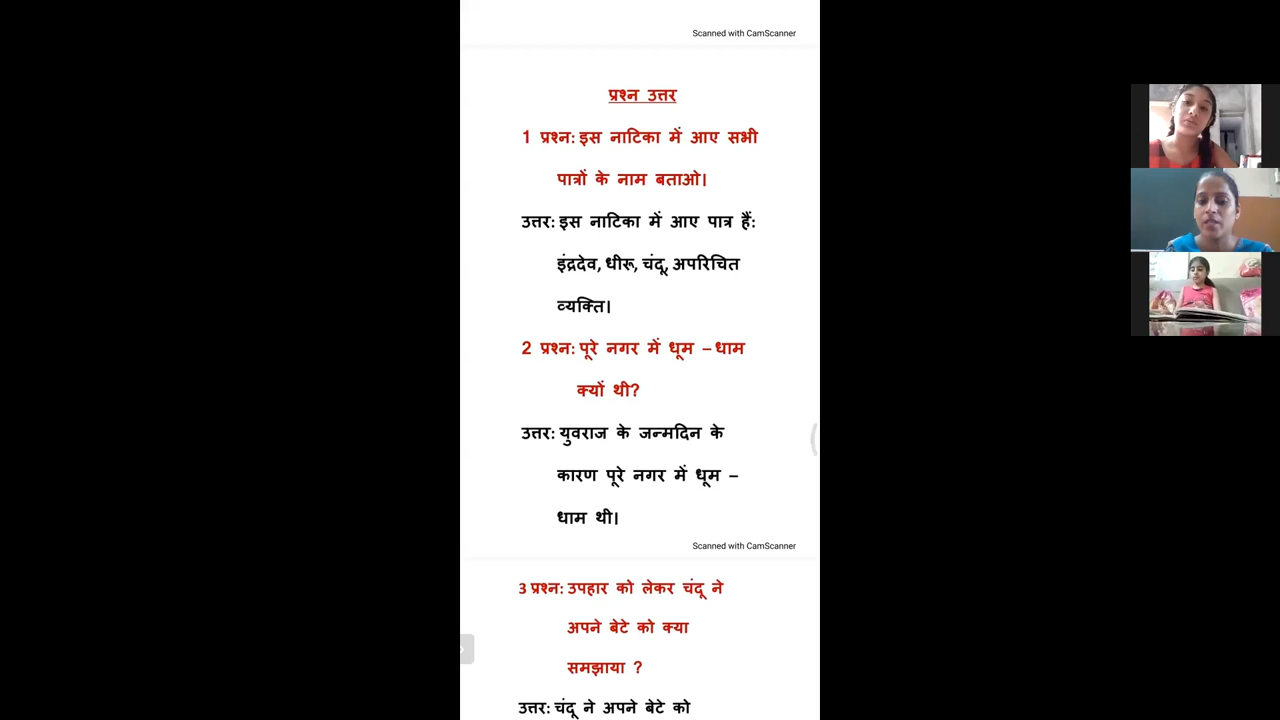 Scanned with CamScanner
प्रश्न उत्तर
1 प्रश्न: इस नाटिका में आए सभी
पात्रों के नाम बताओ।
उत्तर: इस नाटिका में आए पात्र हैं:
इंद्रदेव, धीरू, चंदू, अपरिचित
व्यक्ति।
2 प्रश्न: पूरे नगर में धूम – धाम
क्यों थी?
उत्तर: युवराज के जन्मदिन के
कारण पूरे नगर में धूम –
धाम थी।
Scanned with CamScanner
3 प्रश्न: उपहार को लेकर चंदू ने
अपने बेटे को क्या
समझाया ?
उत्तर: चंदू ने अपने बेटे को